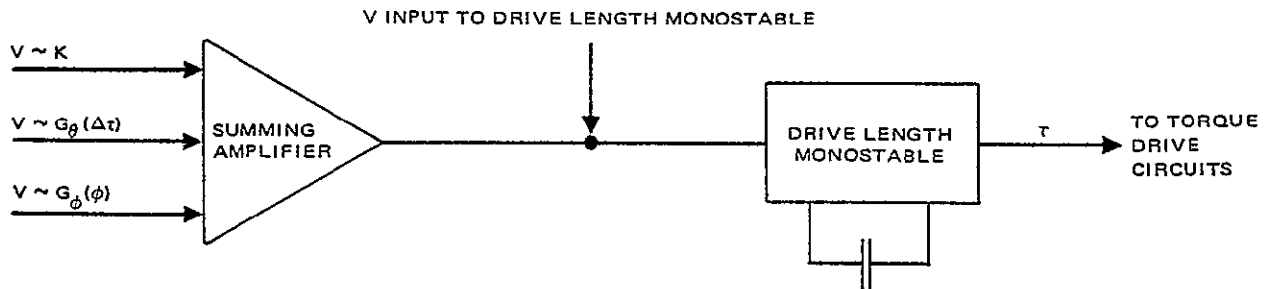 V INPUT TO DRIVE LENGTH MONOSTABLE
V ~ K
V ~ G_θ(Δτ)
V ~ G_ϕ(ϕ)
SUMMING
AMPLIFIER
DRIVE LENGTH
MONOSTABLE
τ
TO TORQUE
DRIVE
CIRCUITS